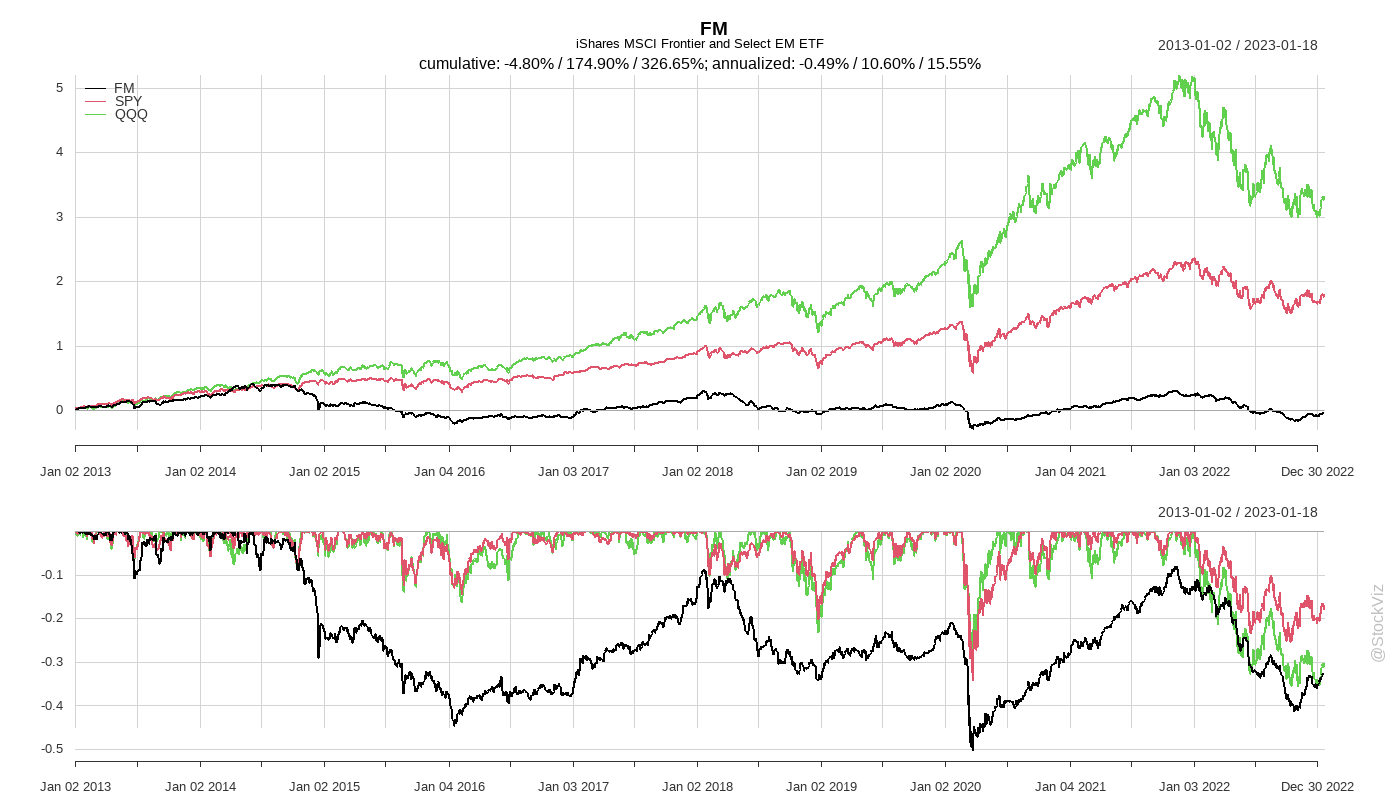 FM
iShares MSCI Frontier and Select EM ETF
2013-01-02 / 2023-01-18
cumulative: -4.80% / 174.90% / 326.65%; annualized: -0.49% / 10.60% / 15.55%
FM
SPY
QQQ
5
4
3
2
1
0
Jan 02 2013 Jan 02 2014 Jan 02 2015 Jan 04 2016 Jan 03 2017 Jan 02 2018 Jan 02 2019 Jan 02 2020 Jan 04 2021 Jan 03 2022 Dec 30 2022
2013-01-02 / 2023-01-18
-0.1
-0.2
-0.3
-0.4
-0.5
Jan 02 2013 Jan 02 2014 Jan 02 2015 Jan 04 2016 Jan 03 2017 Jan 02 2018 Jan 02 2019 Jan 02 2020 Jan 04 2021 Jan 03 2022 Dec 30 2022
@StockViz